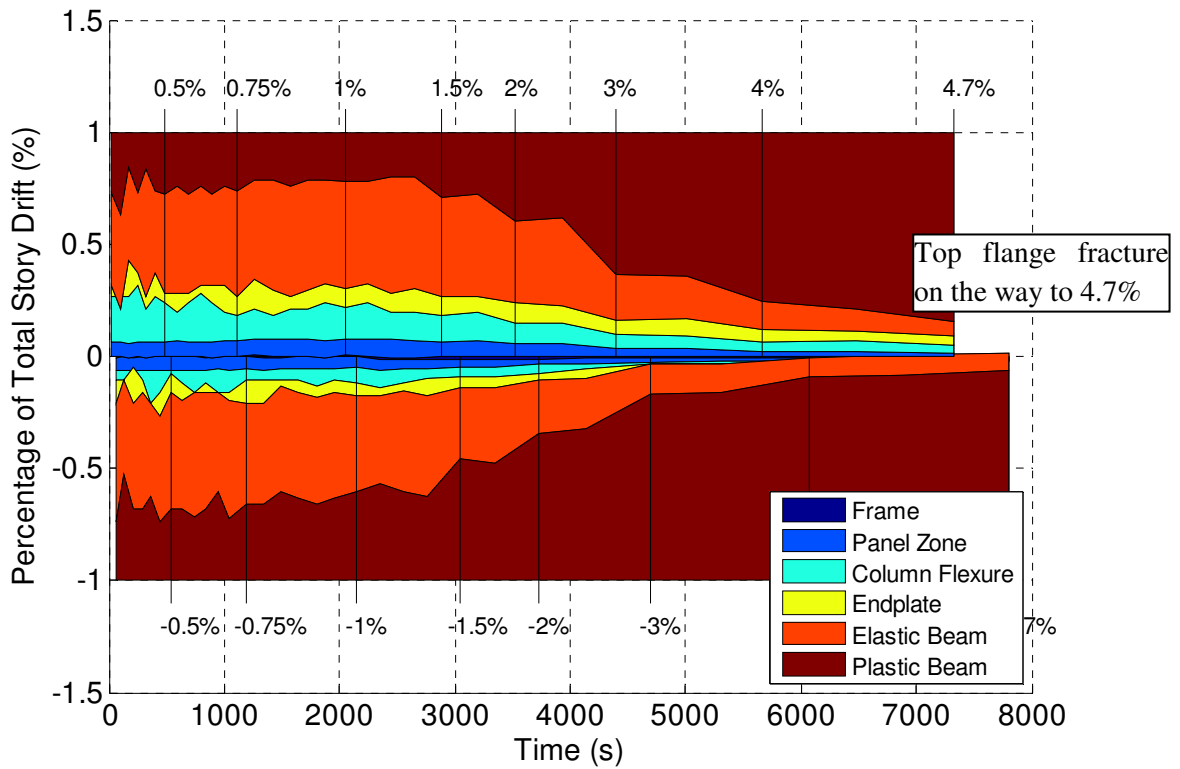 1.5
0.5% 0.75% 1% 1.5% 2% 3% 4% 4.7%
1
0.5
Top flange fracture
on the way to 4.7%
0
-0.5
-1
-1.5
Percentage of Total Story Drift (%)
Frame
Panel Zone
Column Flexure
Endplate
Elastic Beam
Plastic Beam
-0.5% -0.75% -1% -1.5% -2% -3% 7%
0 1000 2000 3000 4000 5000 6000 7000 8000
Time (s)